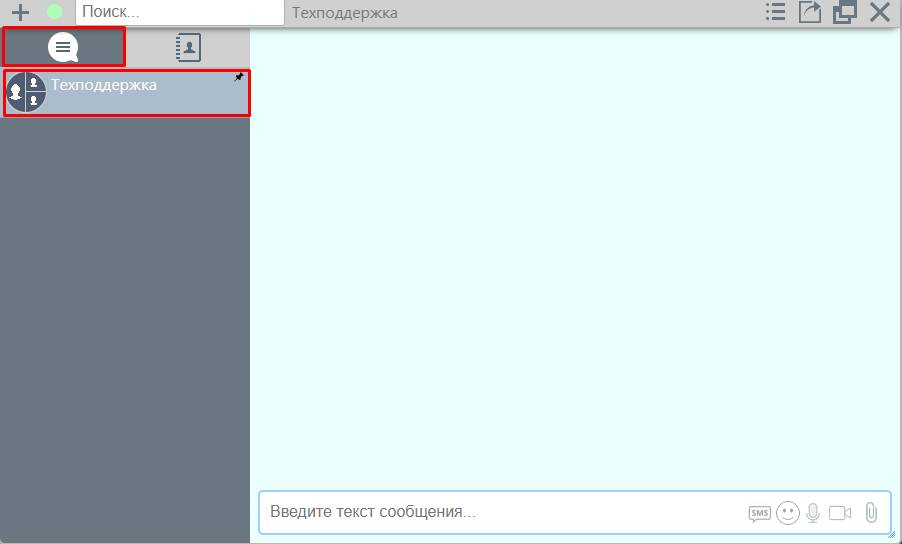 Поиск...
Техподдержка
Техподдержка
Введите текст сообщения...
SMS